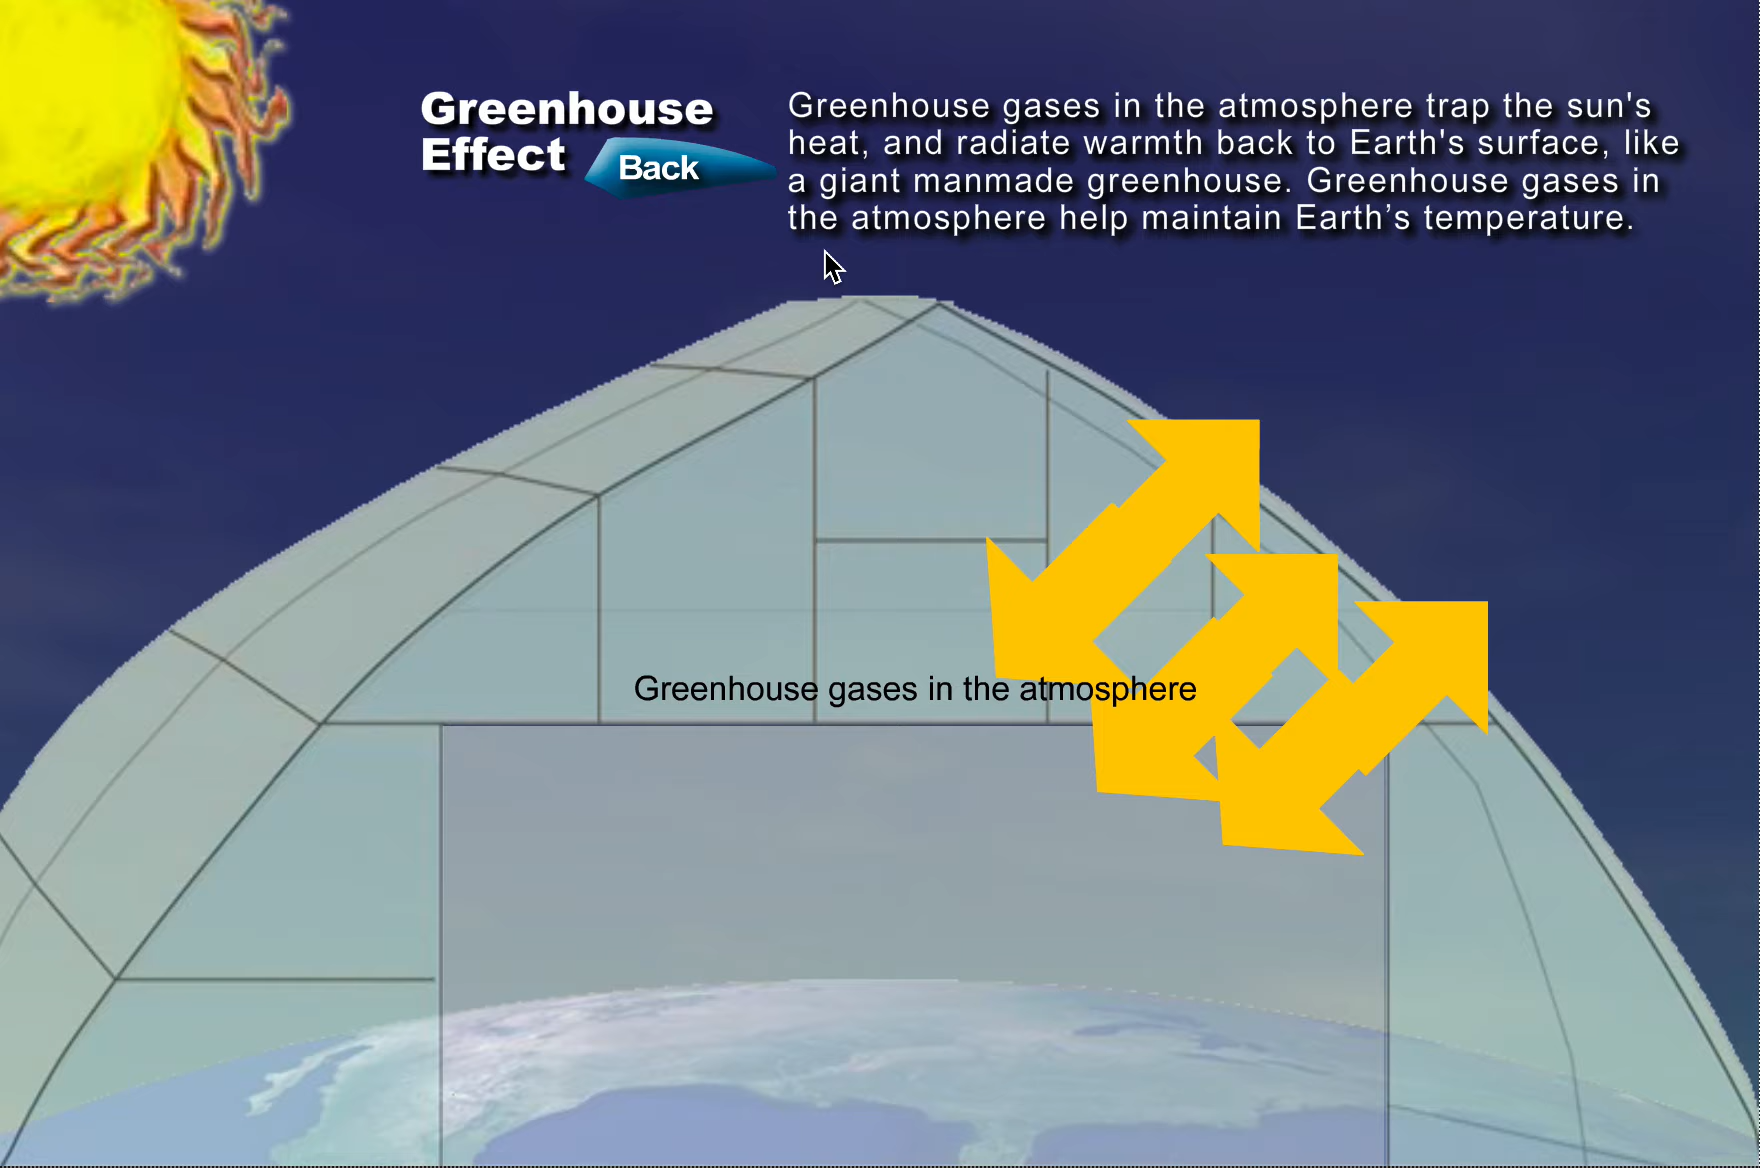 Greenhouse
Effect
Back
Greenhouse gases in the atmosphere trap the sun's
heat, and radiate warmth back to Earth's surface, like
a giant manmade greenhouse. Greenhouse gases in
the atmosphere help maintain Earth’s temperature.
Greenhouse gases in the atmosphere